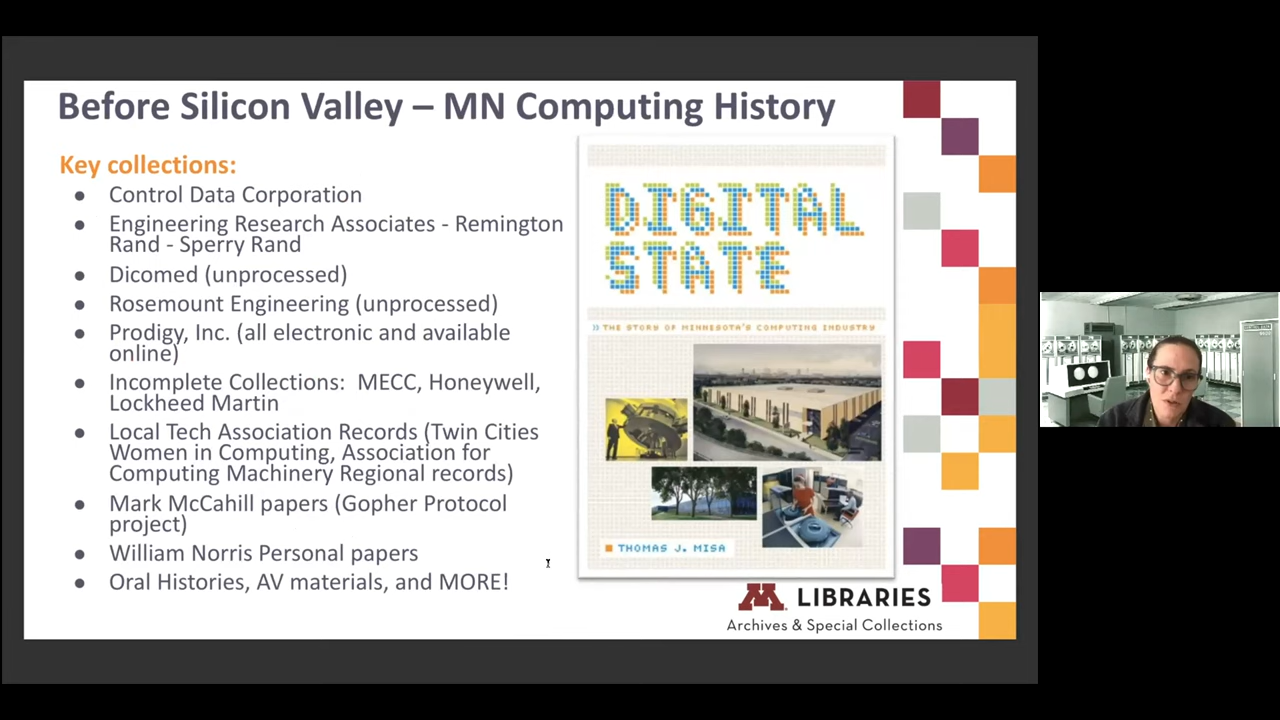 Before Silicon Valley – MN Computing History
Key collections:
● Control Data Corporation
● Engineering Research Associates - Remington
Rand - Sperry Rand
● Dicomed (unprocessed)
● Rosemount Engineering (unprocessed)
● Prodigy, Inc. (all electronic and available
online)
● Incomplete Collections: MECC, Honeywell,
Lockheed Martin
● Local Tech Association Records (Twin Cities
Women in Computing, Association for
Computing Machinery Regional records)
● Mark McCahill papers (Gopher Protocol
project)
● William Norris Personal papers
● Oral Histories, AV materials, and MORE!
DIGITAL
STATE
» THE STORY OF MINNESOTA'S COMPUTING INDUSTRY
THOMAS J. MISA
M LIBRARIES
Archives & Special Collections